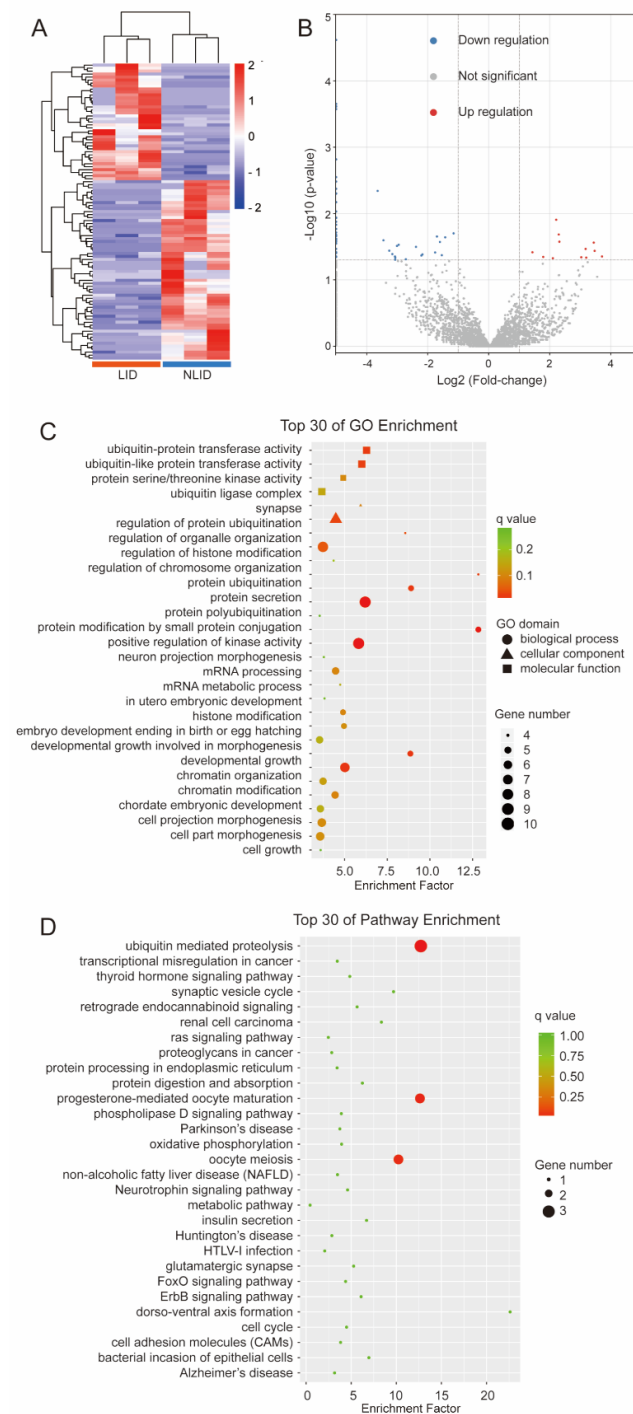 A
2
1
0
-1
-2
LID
NLID
B
5
4
3
2
1
0
-Log10 (p-value)
Down regulation
Not significant
Up regulation
-4.0
-2.0
0.0
2.0
4.0
Log2 (Fold-change)
C
Top 30 of GO Enrichment
ubiquitin-protein transferase activity
ubiquitin-like protein transferase activity
protein serine/threonine kinase activity
ubiquitin ligase complex
synapse
regulation of protein ubiquitination
regulation of organelle organization
regulation of histone modification
regulation of chromosome organization
protein ubiquitination
protein secretion
protein polyubiquitination
protein modification by small protein conjugation
positive regulation of kinase activity
neuron projection morphogenesis
mRNA processing
mRNA metabolic process
in utero embryonic development
histone modification
embryo development ending in birth or egg hatching
developmental growth involved in morphogenesis
developmental growth
chromatin organization
chromatin modification
chordate embryonic development
cell projection morphogenesis
cell part morphogenesis
cell growth
5.0
7.5
10.0
12.5
Enrichment Factor
q value
0.2
0.1
GO domain
biological process
cellular component
molecular function
Gene number
4
5
6
7
8
9
10
D
Top 30 of Pathway Enrichment
ubiquitin mediated proteolysis
transcriptional misregulation in cancer
thyroid hormone signaling pathway
synaptic vesicle cycle
retrograde endocannabinoid signaling
renal cell carcinoma
ras signaling pathway
proteoglycans in cancer
protein processing in endoplasmic reticulum
protein digestion and absorption
progesterone-mediated oocyte maturation
phospholipase D signaling pathway
Parkinson's disease
oxidative phosphorylation
oocyte meiosis
non-alcoholic fatty liver disease (NAFLD)
Neurotrophin signaling pathway
metabolic pathway
insulin secretion
Huntington's disease
HTLV-I infection
glutamatergic synapse
FoxO signaling pathway
ErbB signaling pathway
dorso-ventral axis formation
cell cycle
cell adhesion molecules (CAMs)
bacterial incasion of epithelial cells
Alzheimer's disease
0
5
10
15
20
Enrichment Factor
q value
1.00
0.75
0.50
0.25
Gene number
1
2
3